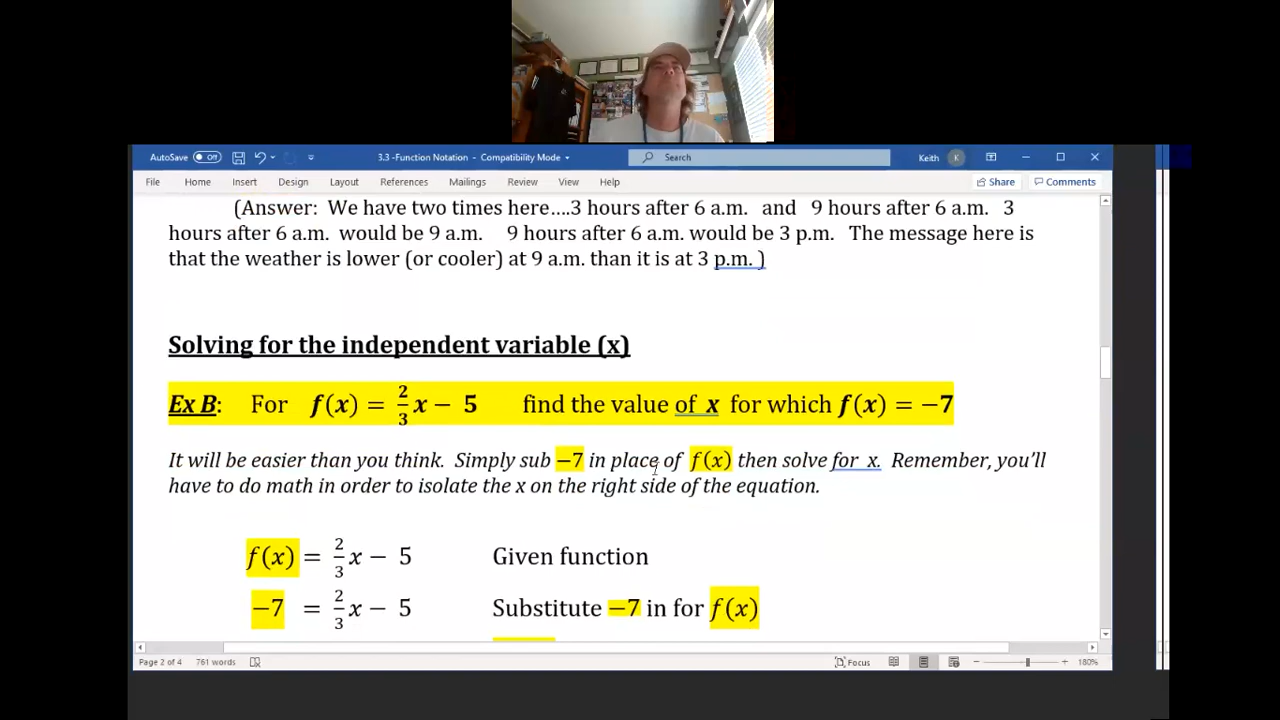 AutoSave Off 3.3 -Function Notation - Compatibility Mode Search Keith K
File Home Insert Design Layout References Mailings Review View Help Share Comments
(Answer: We have two times here….3 hours after 6 a.m. and 9 hours after 6 a.m. 3
hours after 6 a.m. would be 9 a.m. 9 hours after 6 a.m. would be 3 p.m. The message here is
that the weather is lower (or cooler) at 9 a.m. than it is at 3 p.m. )
Solving for the independent variable (x)
Ex B: For f(x) = 2/3 x − 5 find the value of x for which f(x) = −7
It will be easier than you think. Simply sub −7 in place of f(x) then solve for x. Remember, you'll
have to do math in order to isolate the x on the right side of the equation.
f(x) = 2/3 x − 5 Given function
−7 = 2/3 x − 5 Substitute −7 in for f(x)
Page 2 of 4 761 words Focus 180%